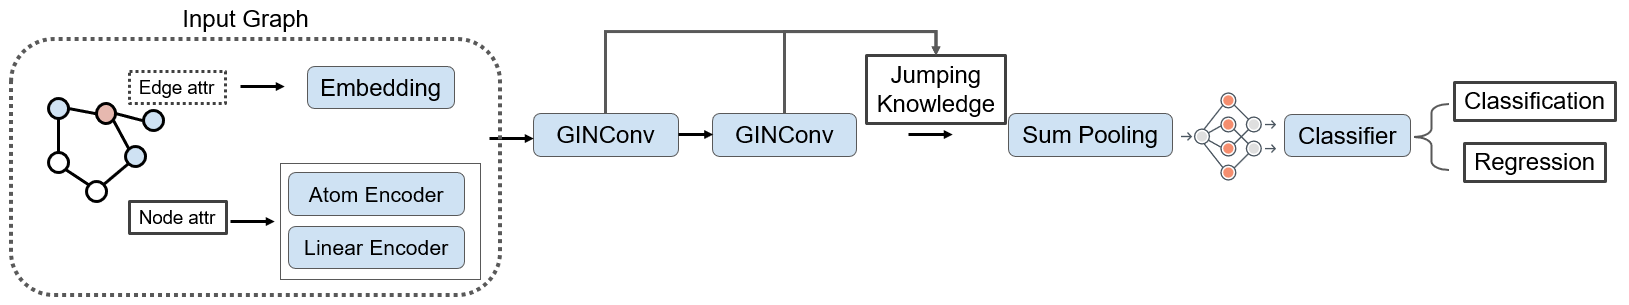 Input Graph
Edge attr
Embedding
Node attr
Atom Encoder
Linear Encoder
GINConv
GINConv
Jumping
Knowledge
Sum Pooling
Classifier
Classification
Regression